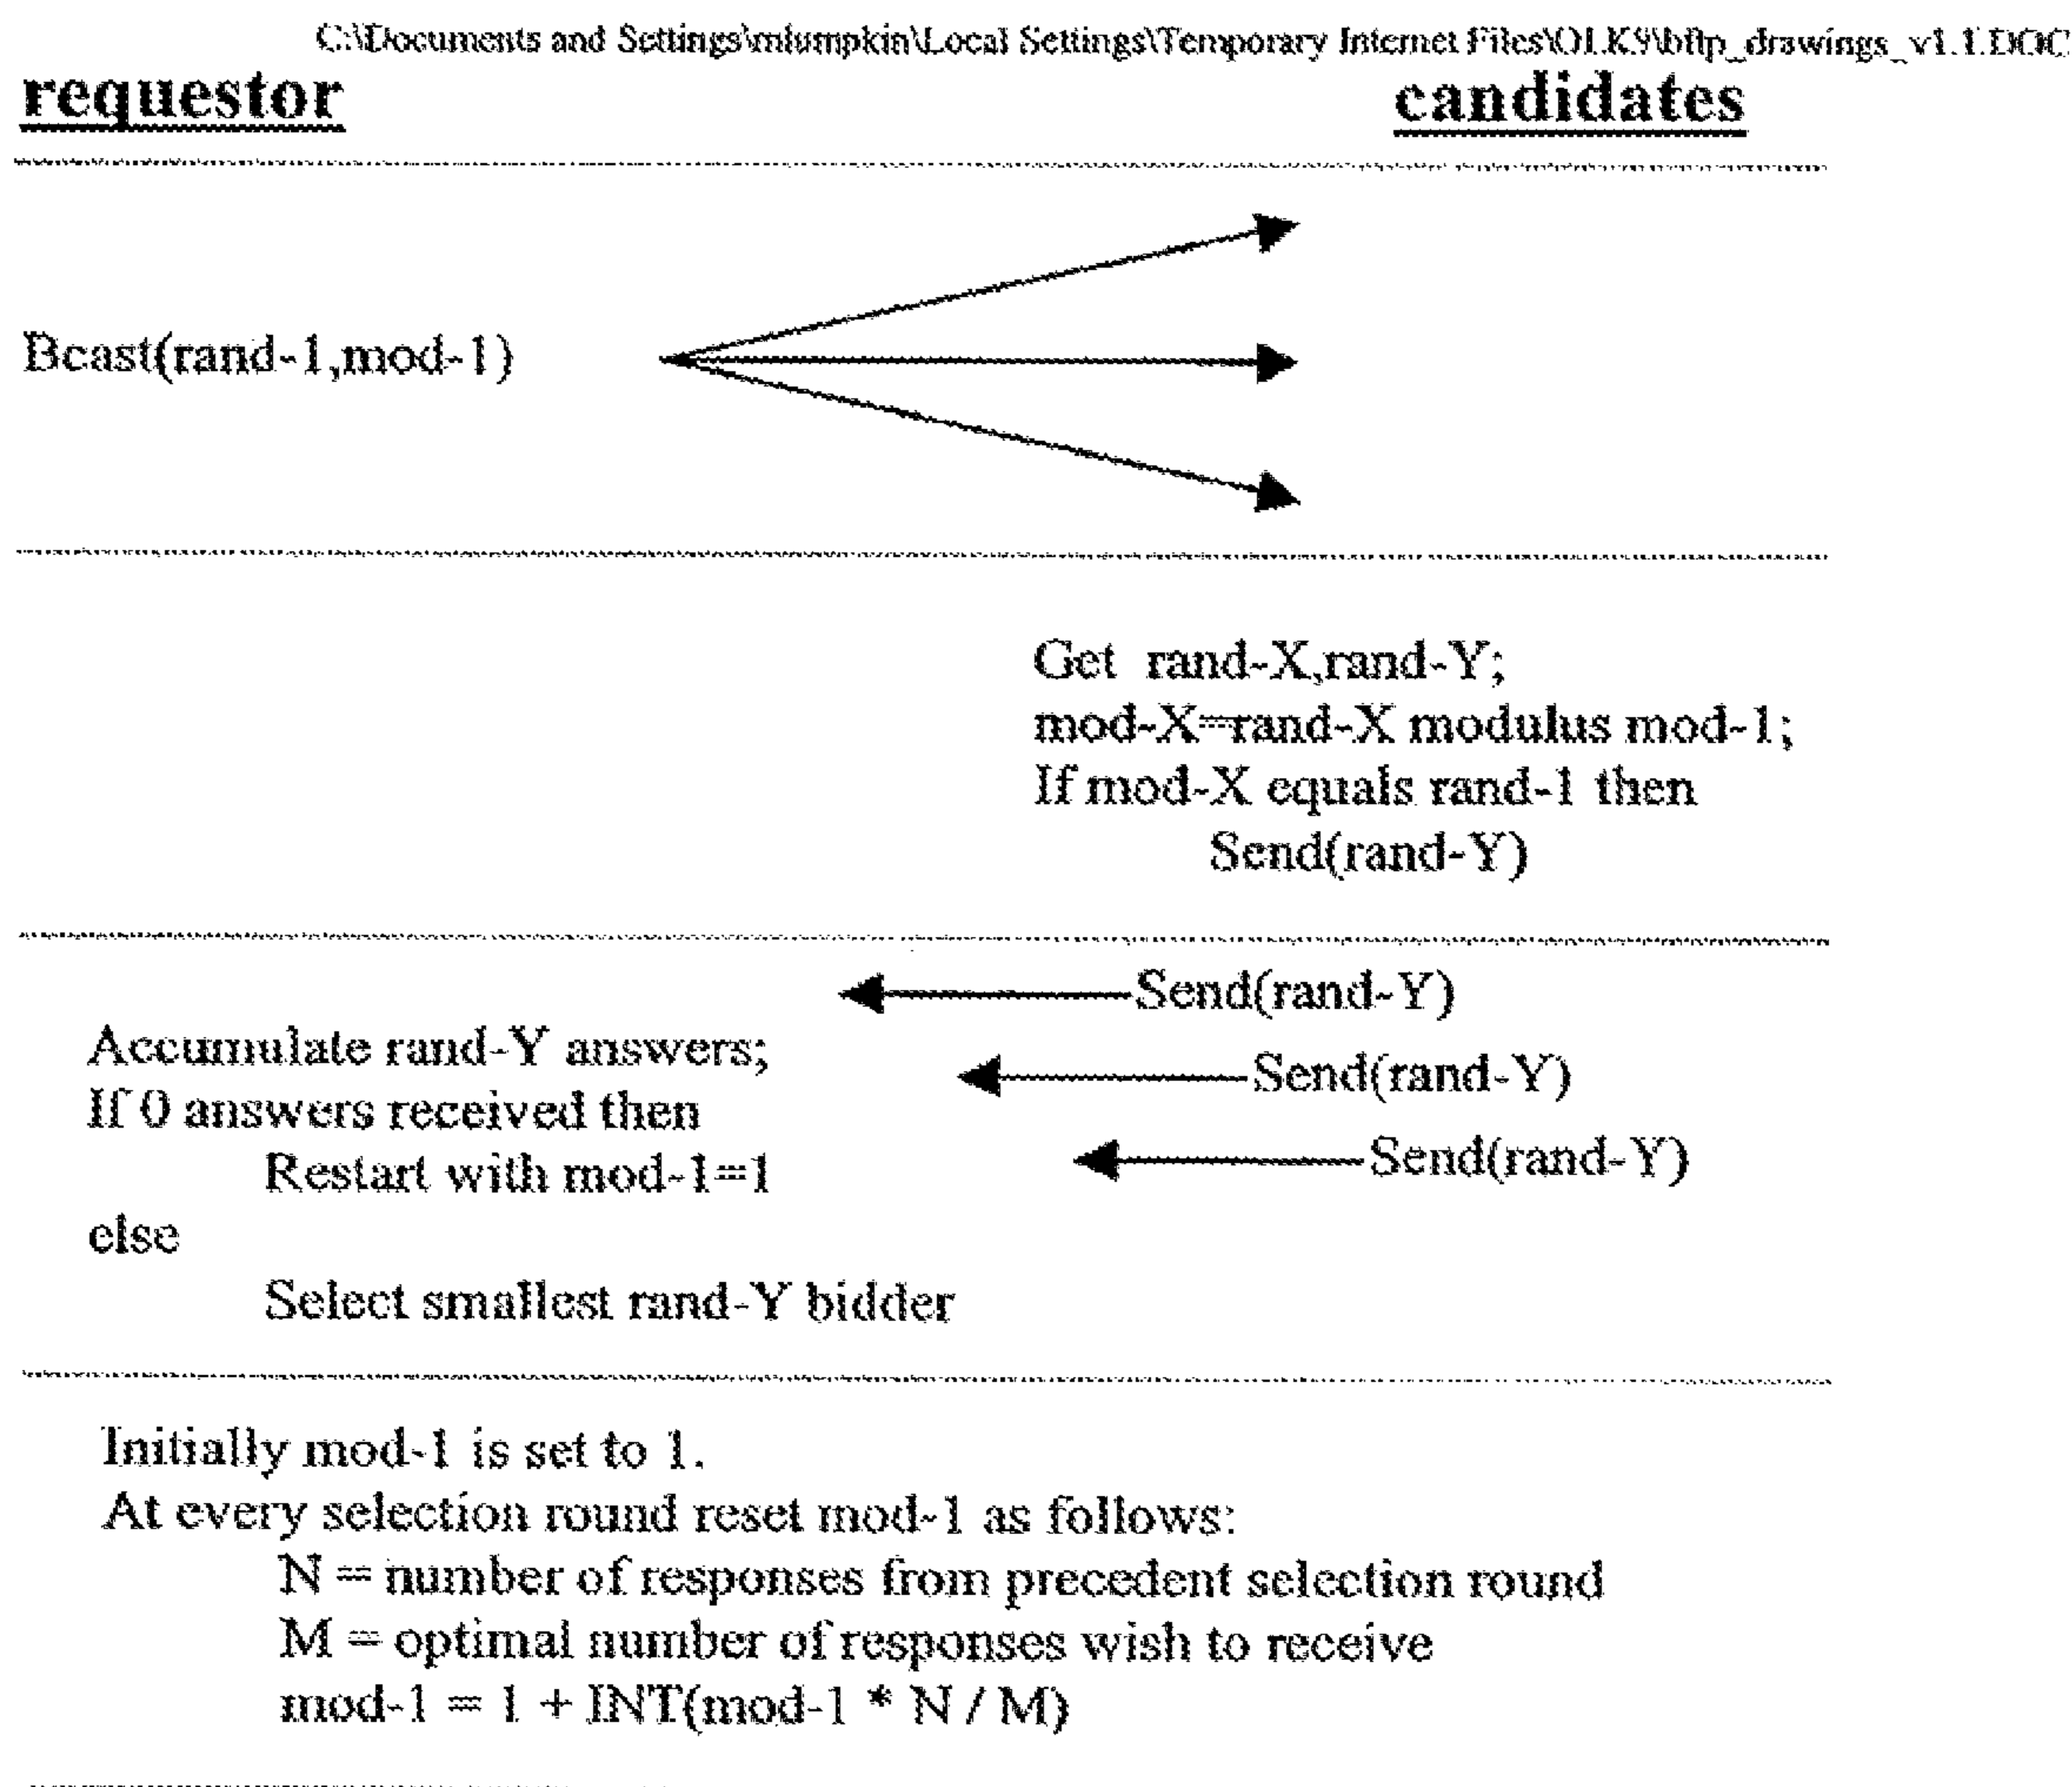 C:\Documents and Settings\mlumpkin\Local Settings\Temporary Internet Files\OLK9\bftp_drawings_v1.1.DOC
requestor
candidates
Bcast(rand-1,mod-1)
Get rand-X,rand-Y;
mod-X=rand-X modulus mod-1;
If mod-X equals rand-1 then
Send(rand-Y)
Send(rand-Y)
Accumulate rand-Y answers;
Send(rand-Y)
If 0 answers received then
Send(rand-Y)
Restart with mod-1=1
else
Select smallest rand-Y bidder
Initially mod-1 is set to 1.
At every selection round reset mod-1 as follows:
N = number of responses from precedent selection round
M = optimal number of responses wish to receive
mod-1 = 1 + INT(mod-1 * N / M)